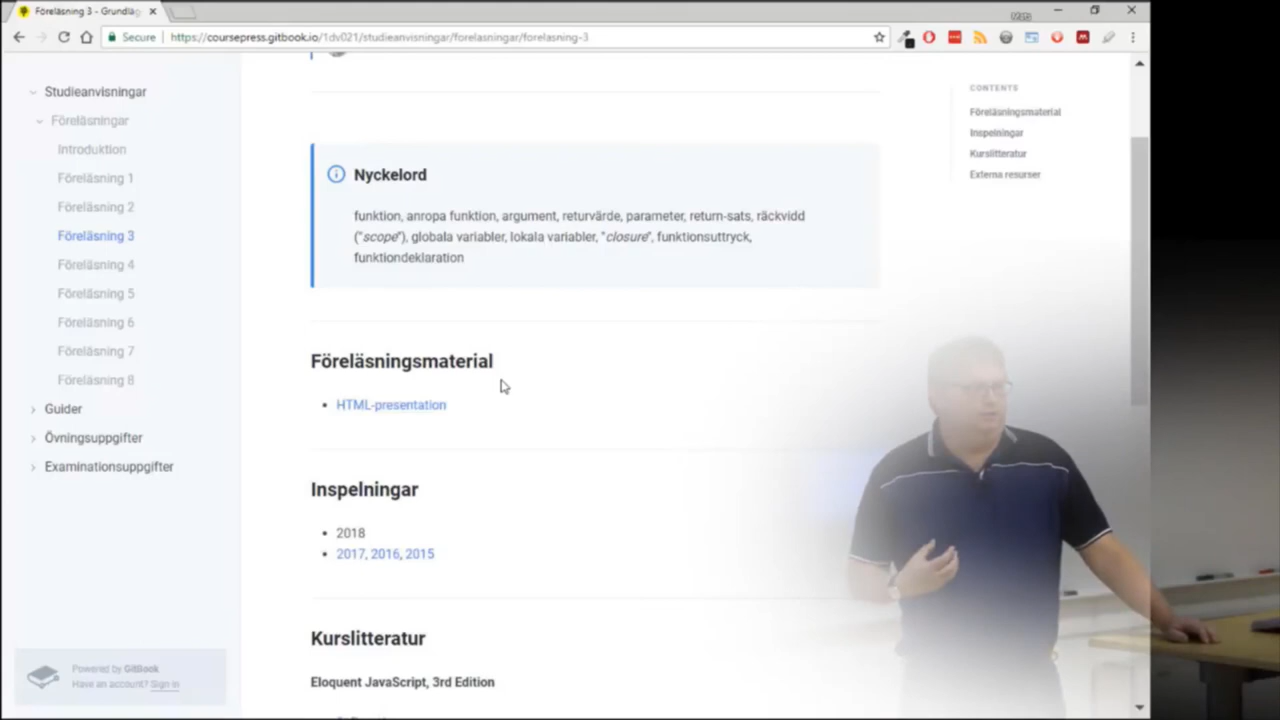 Föreläsning 3 - Grundläg
Mats
Secure
https://coursepress.gitbook.io/1dv021/studieanvisningar/forelasningar/forelasning-3
Studieanvisningar
Föreläsningar
Introduktion
Föreläsning 1
Föreläsning 2
Föreläsning 3
Föreläsning 4
Föreläsning 5
Föreläsning 6
Föreläsning 7
Föreläsning 8
Guider
Övningsuppgifter
Examinationsuppgifter
Powered by GitBook
Have an account? Sign in
Nyckelord
funktion, anropa funktion, argument, returvärde, parameter, return-sats, räckvidd
("scope"), globala variabler, lokala variabler, "closure", funktionsuttryck,
funktiondeklaration
Föreläsningsmaterial
HTML-presentation
Inspelningar
2018
2017, 2016, 2015
Kurslitteratur
Eloquent JavaScript, 3rd Edition
CONTENTS
Föreläsningsmaterial
Inspelningar
Kurslitteratur
Externa resurser